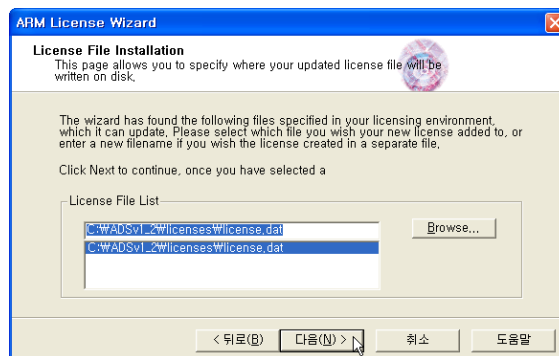 ARM License Wizard
License File Installation
This page allows you to specify where your updated license file will be
written on disk,
The wizard has found the following files specified in your licensing environment,
which it can update, Please select which file you wish your new license added to, or
enter a new filename if you wish the license created in a separate file,
Click Next to continue, once you have selected a
License File List
C:₩ADSv1_2₩licenses₩license,dat
Browse...
C:₩ADSv1_2₩licenses₩license,dat
< 뒤로(B)
다음(N) >
취소
도움말